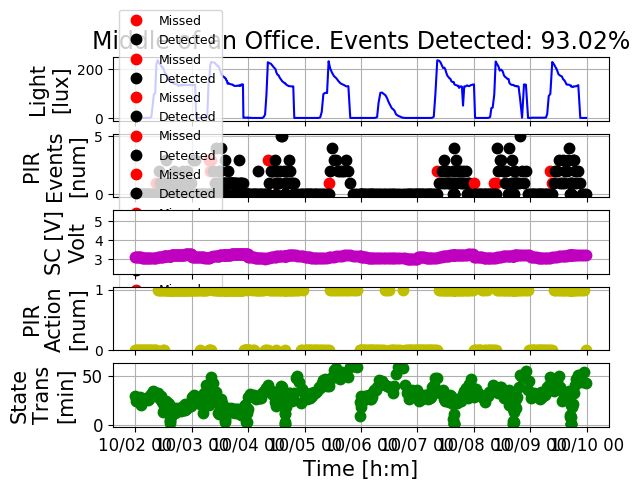 Middle of an Office. Events Detected: 93.02%
Missed
Detected
Missed
Detected
Missed
Detected
Missed
Detected
Missed
Detected
Light
[lux]
200
0
PIR
Events
[num]
5
0
SC [V]
Volt
5
4
3
PIR
Action
[num]
1
0
State
Trans
[min]
50
0
10/02 00
10/03 00
10/04 00
10/05 00
10/06 00
10/07 00
10/08 00
10/09 00
10/10 00
Time [h:m]